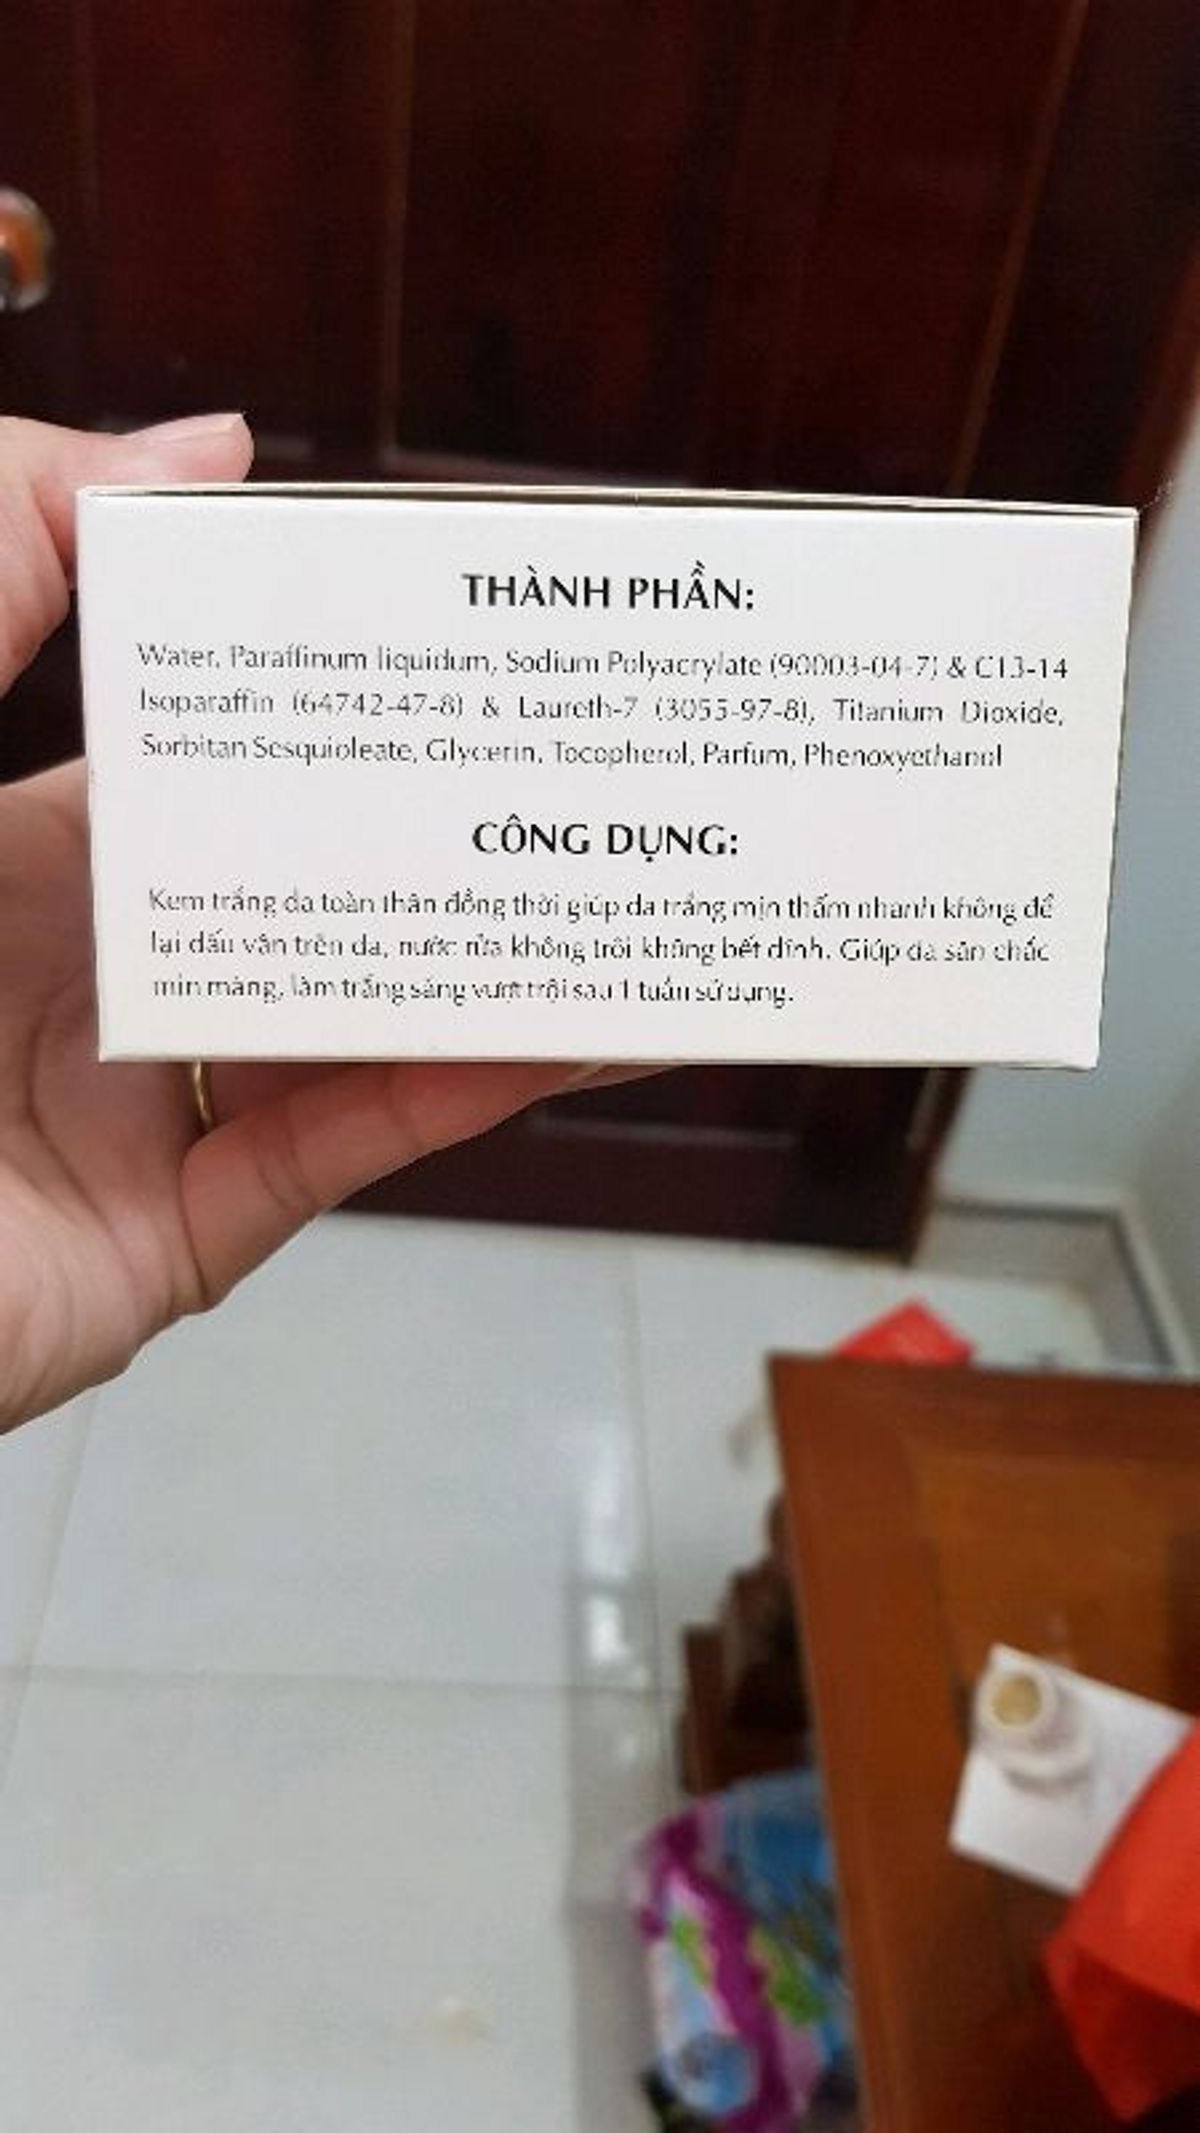 THÀNH PHẦN:
Water, Paraffinum liquidum, Sodium Polyacrylate (90003-04-7) & C13-14
Isoparaffin (64742-47-8) & Laureth-7 (3055-97-8), Titanium Dioxide,
Sorbitan Sesquioleate, Glycerin, Tocopherol, Parfum, Phenoxyethanol
CÔNG DỤNG:
Kem trắng da toàn thân đồng thời giúp da trắng mịn thấm nhanh không để
lại dấu vân trên da, nước rửa không trôi không bết dính. Giúp da săn chắc
mịn màng, làm trắng sáng vượt trội sau 1 tuần sử dụng.